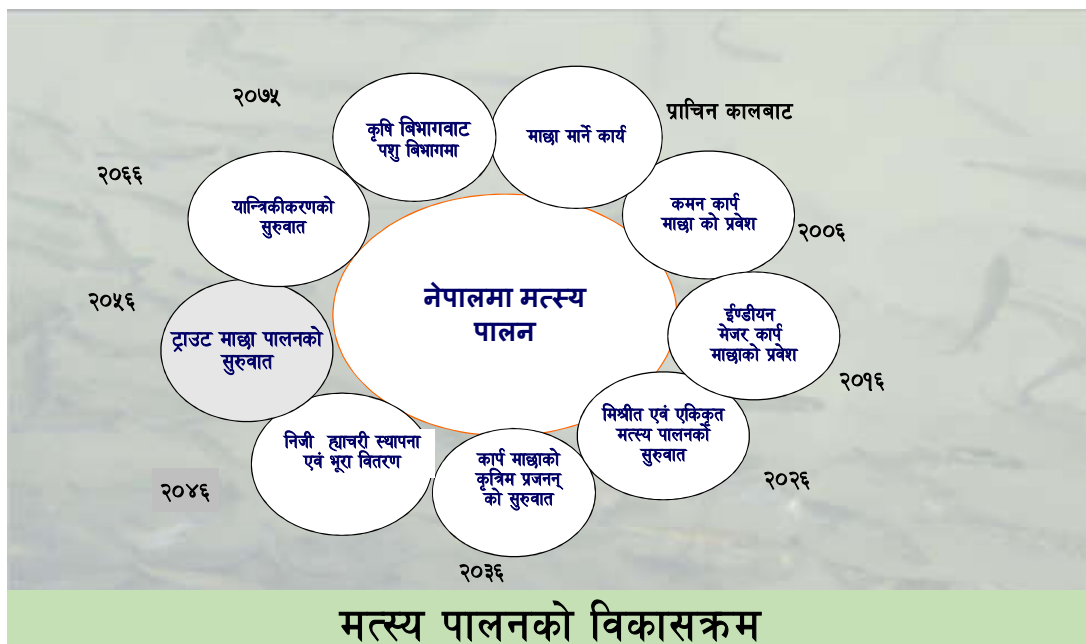 प्राचिन कालबाट
माछा मार्ने कार्य
२००६
कमन कार्प
माछा को प्रवेश
२०१६
ईण्डीयन
मेजर कार्प
माछाको प्रवेश
२०२६
मिश्रीत एवं एकिकृत
मत्स्य पालनको
सुरुवात
२०३६
कार्प माछाको
कृत्रिम प्रजनन्
को सुरुवात
२०४६
निजी ह्याचरी स्थापना
एवं भूरा वितरण
२०५६
ट्राउट माछा पालनको
सुरुवात
२०६६
यान्त्रिकीकरणको
सुरुवात
२०७५
कृषि बिभागवाट
पशु बिभागमा
नेपालमा मत्स्य
पालन
मत्स्य पालनको विकासक्रम